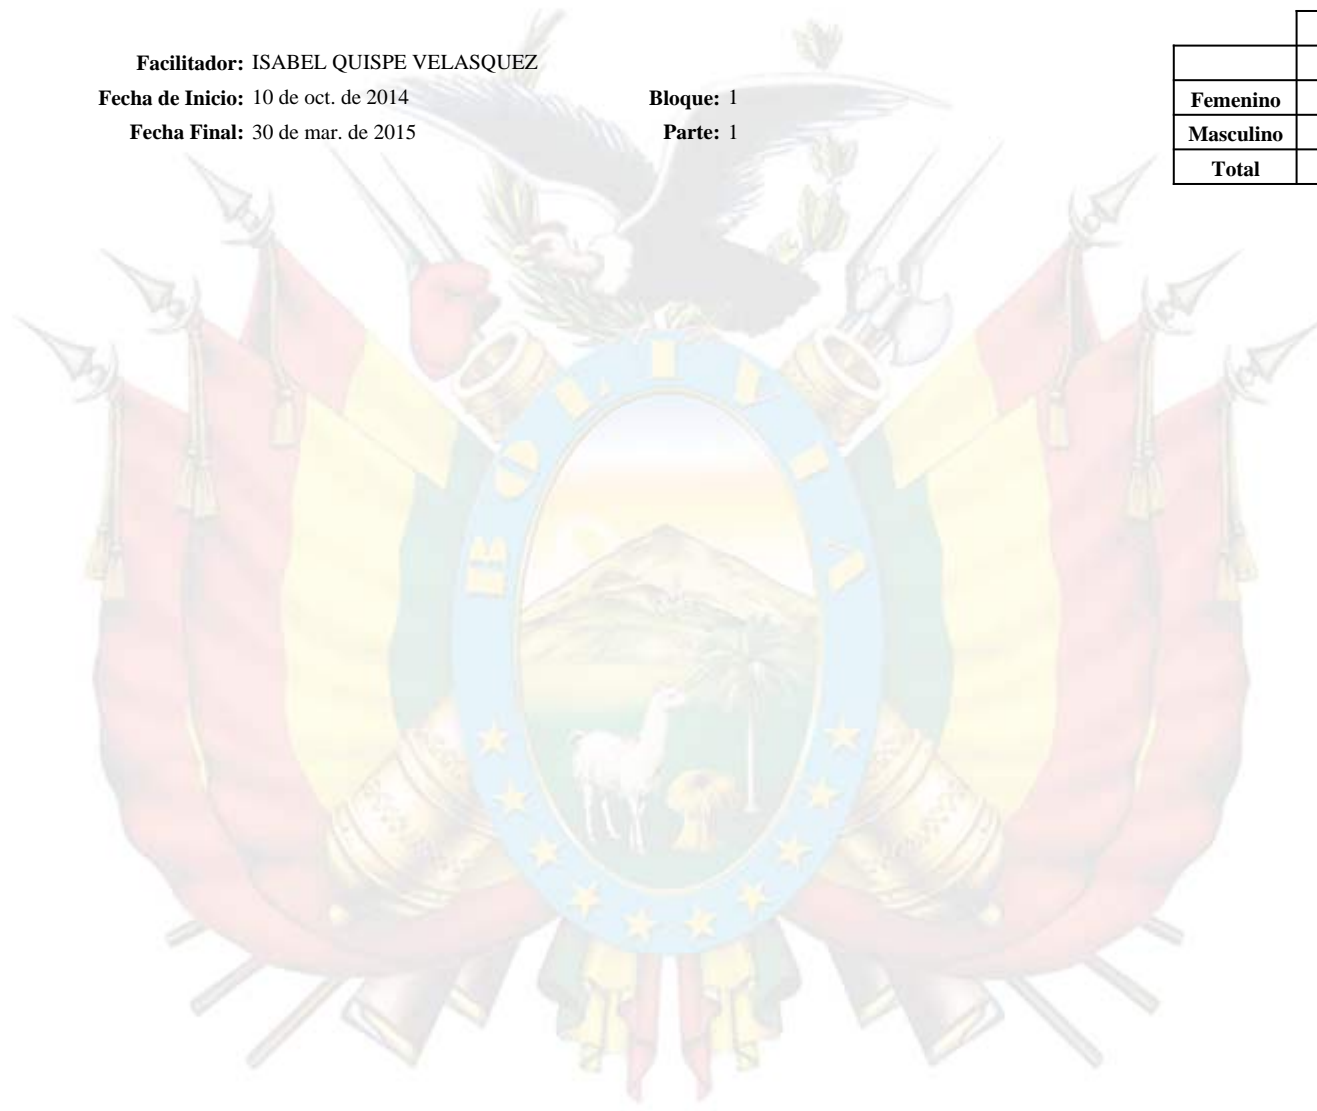 Facilitador: ISABEL QUISPE VELASQUEZ
Fecha de Inicio: 10 de oct. de 2014 Bloque: 1
Fecha Final: 30 de mar. de 2015 Parte: 1
Femenino
Masculino
Total
BOLIVIA